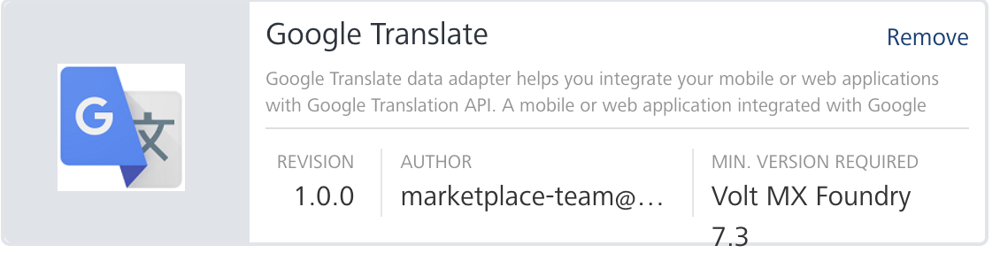 Google Translate
Remove
Google Translate data adapter helps you integrate your mobile or web applications
with Google Translation API. A mobile or web application integrated with Google
G
文
REVISION
AUTHOR
MIN. VERSION REQUIRED
1.0.0
marketplace-team@…
Volt MX Foundry
7.3